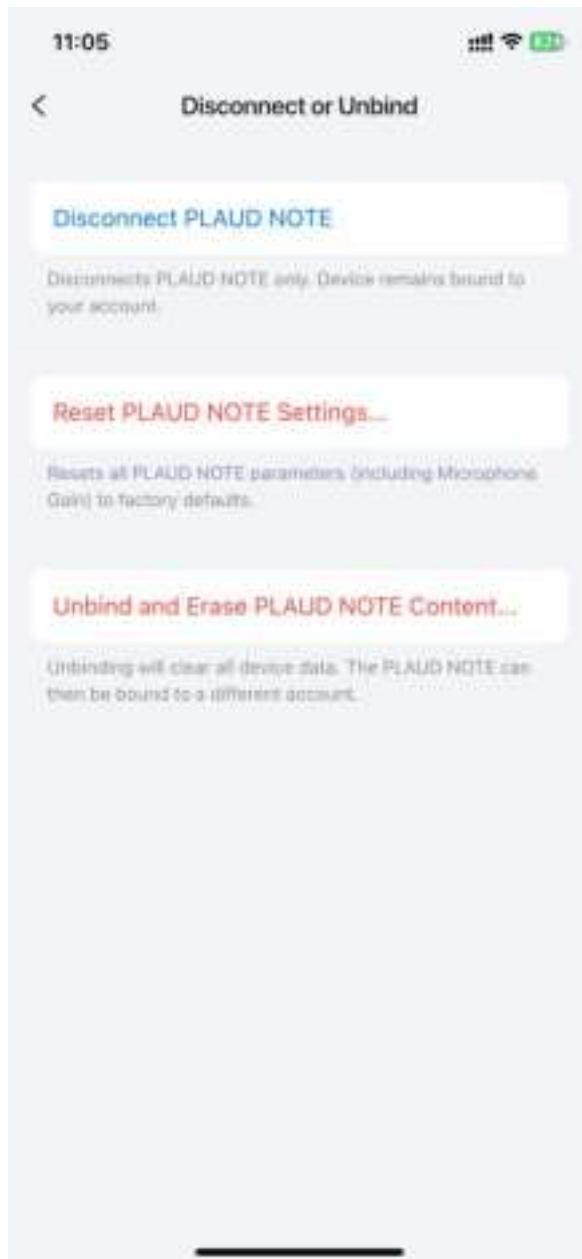 11:05
Disconnect or Unbind
Disconnect PLAUD NOTE
Disconnects PLAUD NOTE only. Device remains bound to
your account.
Reset PLAUD NOTE Settings...
Resets all PLAUD NOTE parameters (including Microphone
Gain) to factory defaults.
Unbind and Erase PLAUD NOTE Content...
Unbinding will clear all device data. The PLAUD NOTE can
then be bound to a different account.